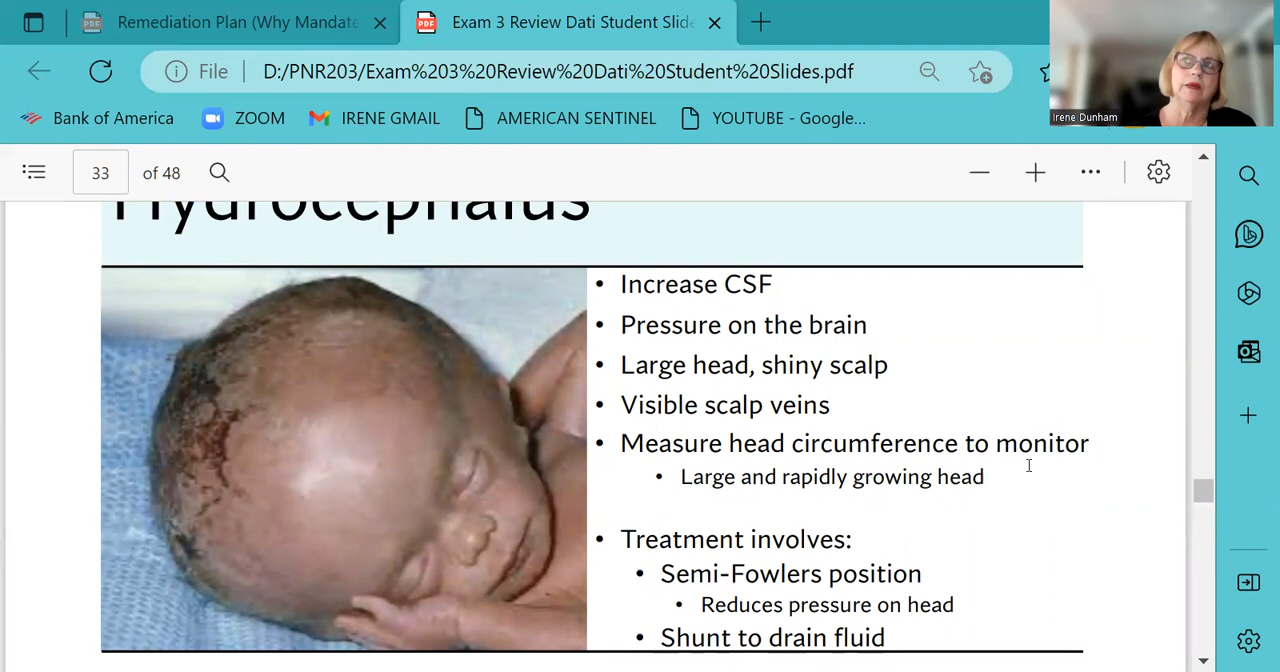 Remediation Plan (Why Mandate
Exam 3 Review Dati Student Slide
File
D:/PNR203/Exam%203%20Review%20Dati%20Student%20Slides.pdf
Bank of America
ZOOM
IRENE GMAIL
AMERICAN SENTINEL
YOUTUBE - Google...
Irene Dunham
33 of 48
Hydrocephalus
• Increase CSF
• Pressure on the brain
• Large head, shiny scalp
• Visible scalp veins
• Measure head circumference to monitor
• Large and rapidly growing head
• Treatment involves:
• Semi-Fowlers position
• Reduces pressure on head
• Shunt to drain fluid